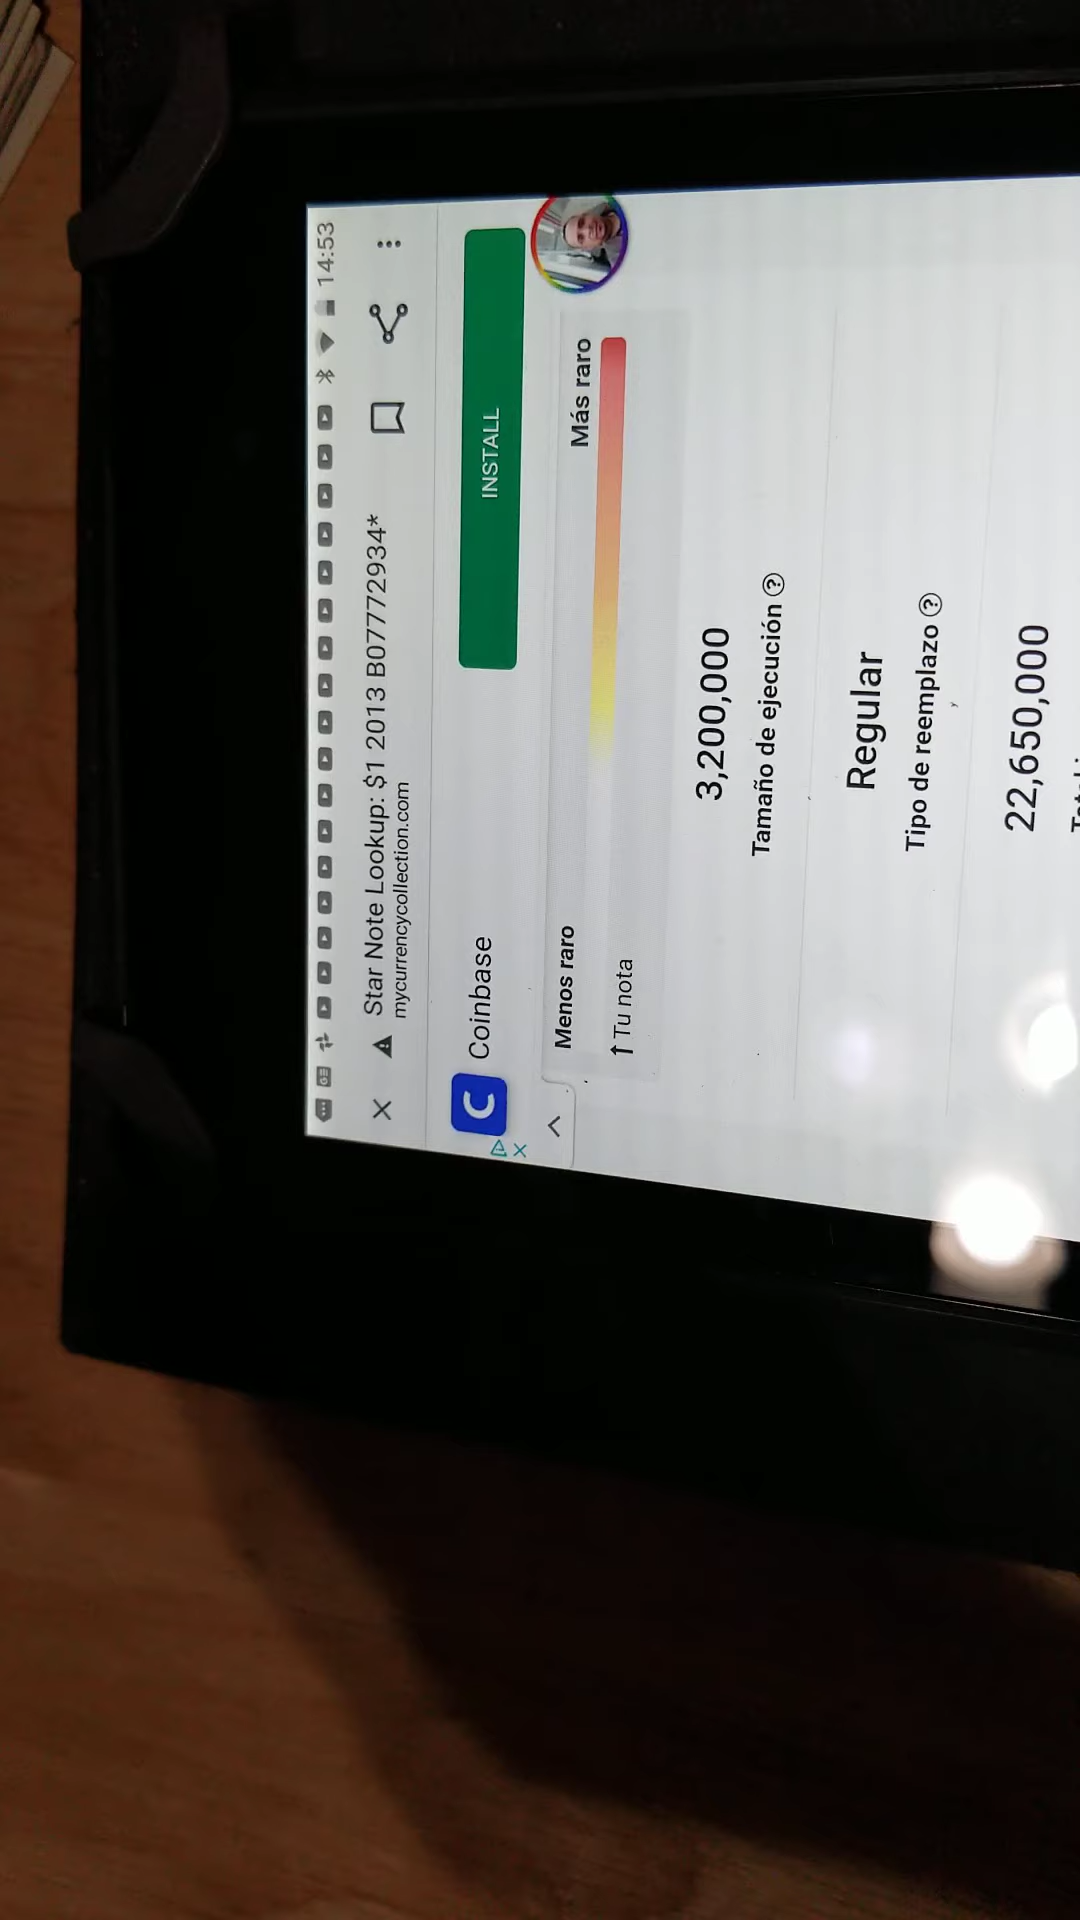 14:53
Star Note Lookup: $1 2013 B07772934*
mycurrencycollection.com
Coinbase
INSTALL
Menos raro
Más raro
↑ Tu nota
3,200,000
Tamaño de ejecución ?
Regular
Tipo de reemplazo ?
22,650,000